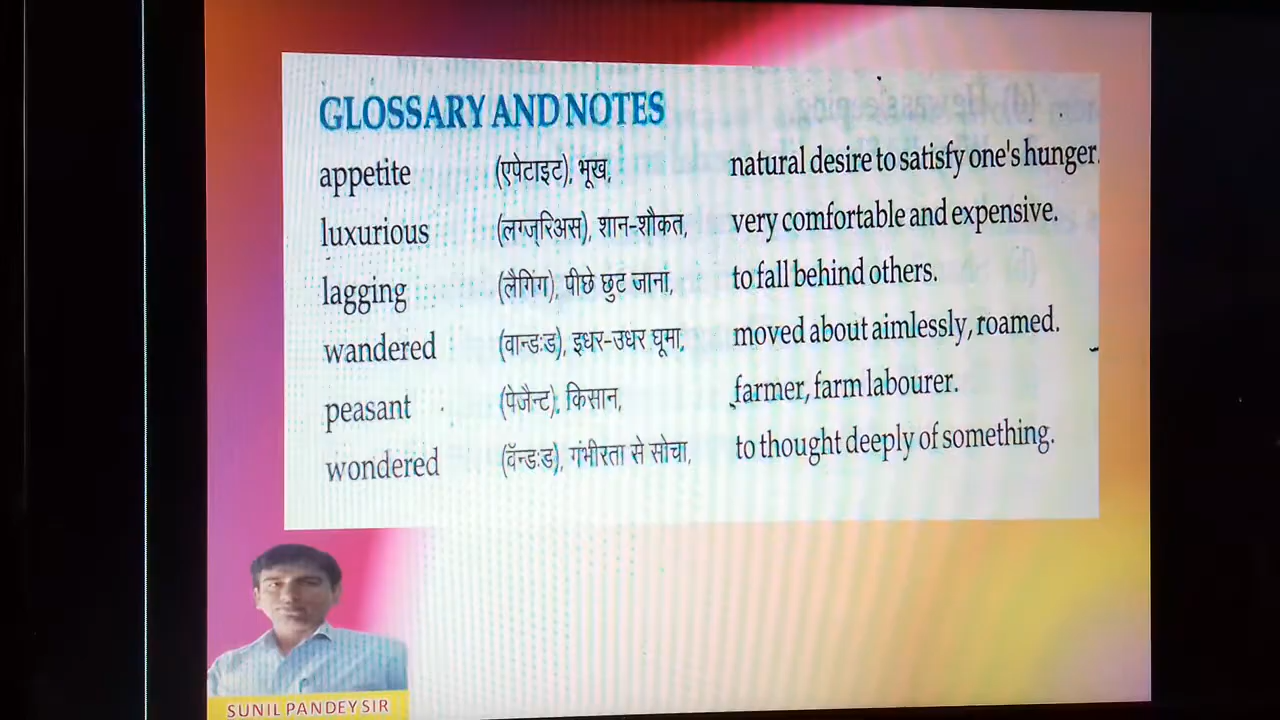 GLOSSARY AND NOTES
appetite (एपेटाइट), भूख, natural desire to satisfy one's hunger.
luxurious (लग्ज़्रिअस), शान-शौकत, very comfortable and expensive.
lagging (लैगिंग), पीछे छुट जाना, to fall behind others.
wandered (वान्डःड), इधर-उधर घूमा, moved about aimlessly, roamed.
peasant (पेजैन्ट), किसान, farmer, farm labourer.
wondered (वॅन्डःड), गंभीरता से सोचा, to thought deeply of something.
SUNIL PANDEY SIR